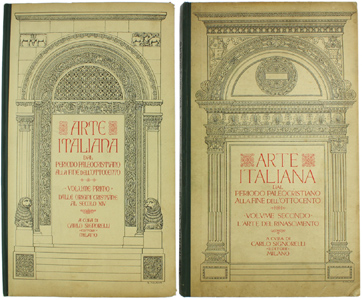 ARTE
ITALIANA
DAL
PERIODO PALEOCRISTIANO
ALLA FINE DELL'OTTOCENTO
VOLUME PRIMO
DALLE ORIGINI CRISTIANE
AL SECOLO XIV
A CURA DI
CARLO SIGNORELLI
MILANO
ARTE
ITALIANA
DAL
PERIODO PALEOCRISTIANO
ALLA FINE DELL'OTTOCENTO
VOLUME SECONDO
L'ARTE DEL RINASCIMENTO
A CURA DI
CARLO SIGNORELLI
EDITORE
MILANO